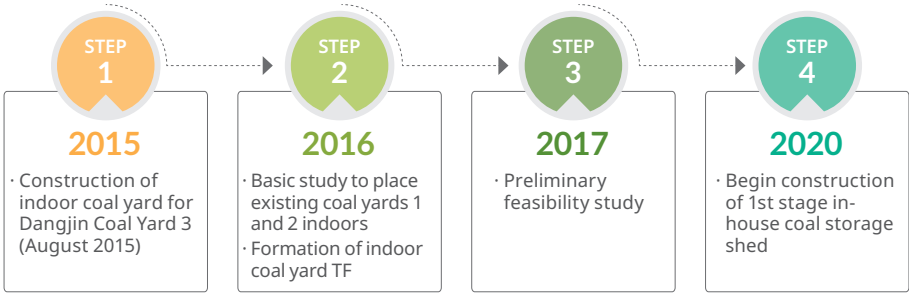 STEP
1
2015
· Construction of
indoor coal yard for
Dangjin Coal Yard 3
(August 2015)
STEP
2
2016
· Basic study to place
existing coal yards 1
and 2 indoors
· Formation of indoor
coal yard TF
STEP
3
2017
· Preliminary
feasibility study
STEP
4
2020
· Begin construction
of 1st stage in-
house coal storage
shed